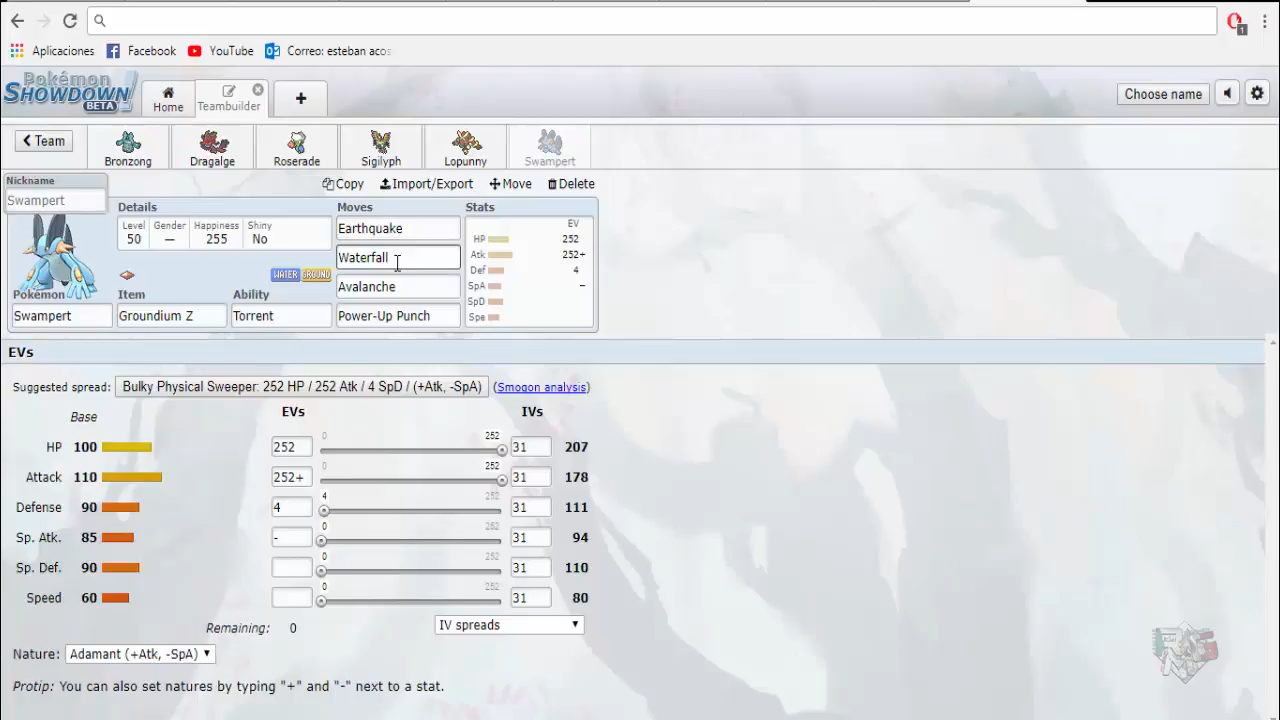 Aplicaciones Facebook YouTube Correo: esteban acos
1
Pokémon
SHOWDOWN
BETA
Home Teambuilder + Choose name
Team Bronzong Dragalge Roserade Sigilyph Lopunny Swampert
Nickname
Swampert
Copy Import/Export Move Delete
Details Moves Stats
Level Gender Happiness Shiny
50 — 255 No
WATER GROUND
Pokémon Item Ability
Swampert Groundium Z Torrent
Earthquake
Waterfall
Avalanche
Power-Up Punch
EV
HP 252
Atk 252+
Def 4
SpA −
SpD
Spe
EVs
Suggested spread: Bulky Physical Sweeper: 252 HP / 252 Atk / 4 SpD / (+Atk, -SpA) (Smogon analysis)
Base EVs IVs
HP 100 252 0 252 31 207
Attack 110 252+ 0 252 31 178
Defense 90 4 4 252 31 111
Sp. Atk. 85 - 0 252 31 94
Sp. Def. 90 0 252 31 110
Speed 60 0 252 31 80
Remaining: 0 IV spreads
Nature: Adamant (+Atk, -SpA)
Protip: You can also set natures by typing "+" and "-" next to a stat.